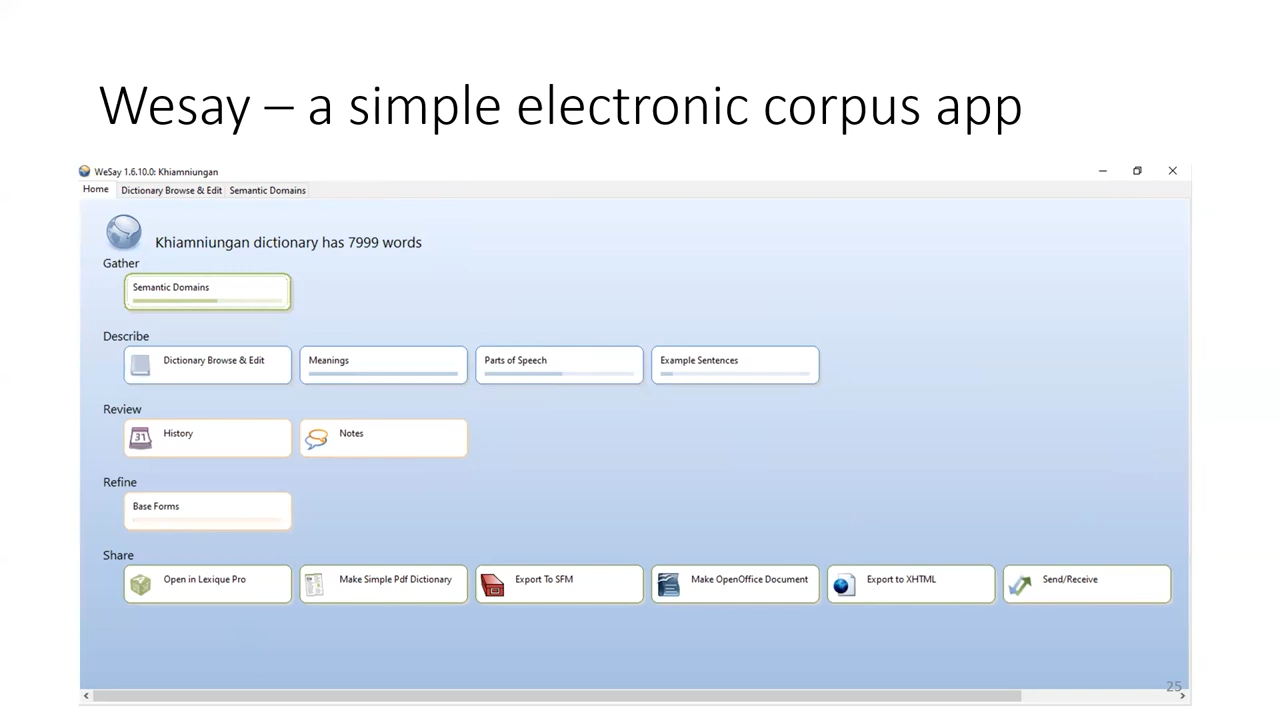 Wesay – a simple electronic corpus app
WeSay 1.6.10.0: Khiamniungan
Home Dictionary Browse & Edit Semantic Domains
Khiamniungan dictionary has 7999 words
Gather
Semantic Domains
Describe
Dictionary Browse & Edit Meanings Parts of Speech Example Sentences
Review
31 History Notes
Refine
Base Forms
Share
Open in Lexique Pro Make Simple Pdf Dictionary Export To SFM Make OpenOffice Document Export to XHTML Send/Receive
25